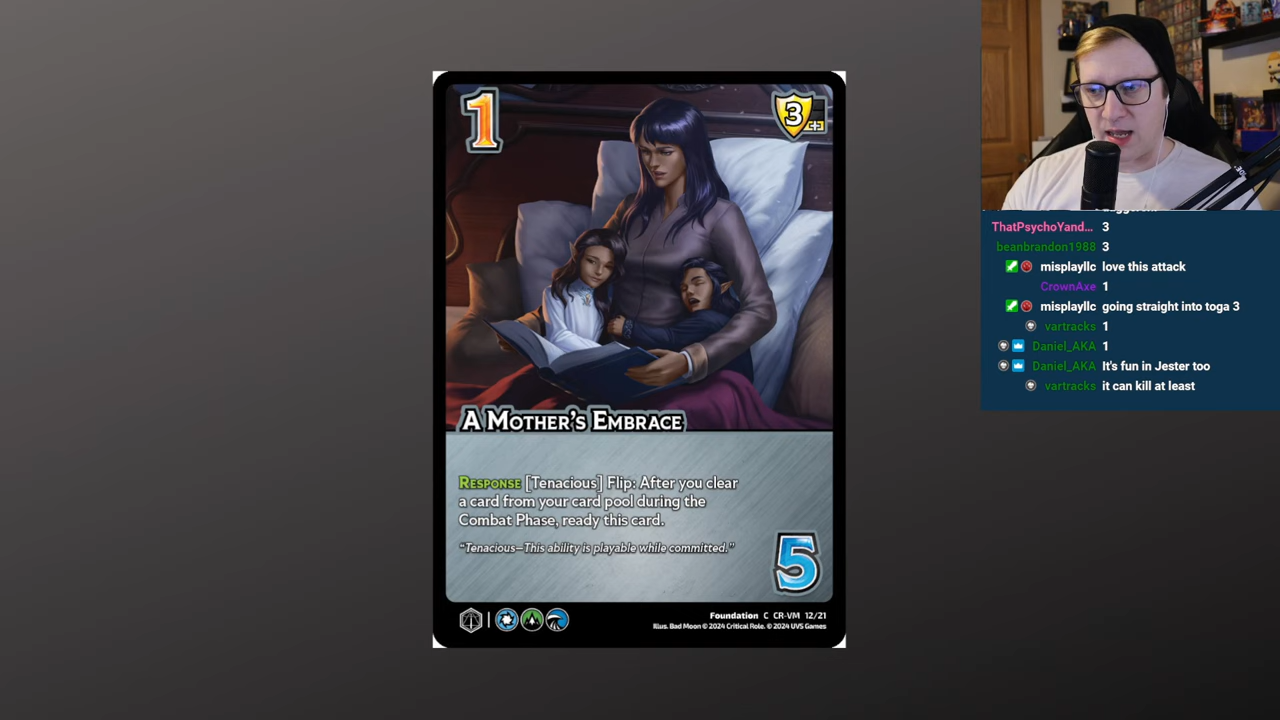 1
3
A Mother's Embrace
Response [Tenacious] Flip: After you clear
a card from your card pool during the
Combat Phase, ready this card.
"Tenacious—This ability is playable while committed."
5
Foundation C CR-VM 12/21
Illus. Bad Moon © 2024 Critical Role. © 2024 UVS Games
ThatPsychoYand... 3
beanbrandon1988 3
misplayllc love this attack
CrownAxe 1
misplayllc going straight into toga 3
vartracks 1
Daniel_AKA 1
Daniel_AKA It's fun in Jester too
vartracks it can kill at least